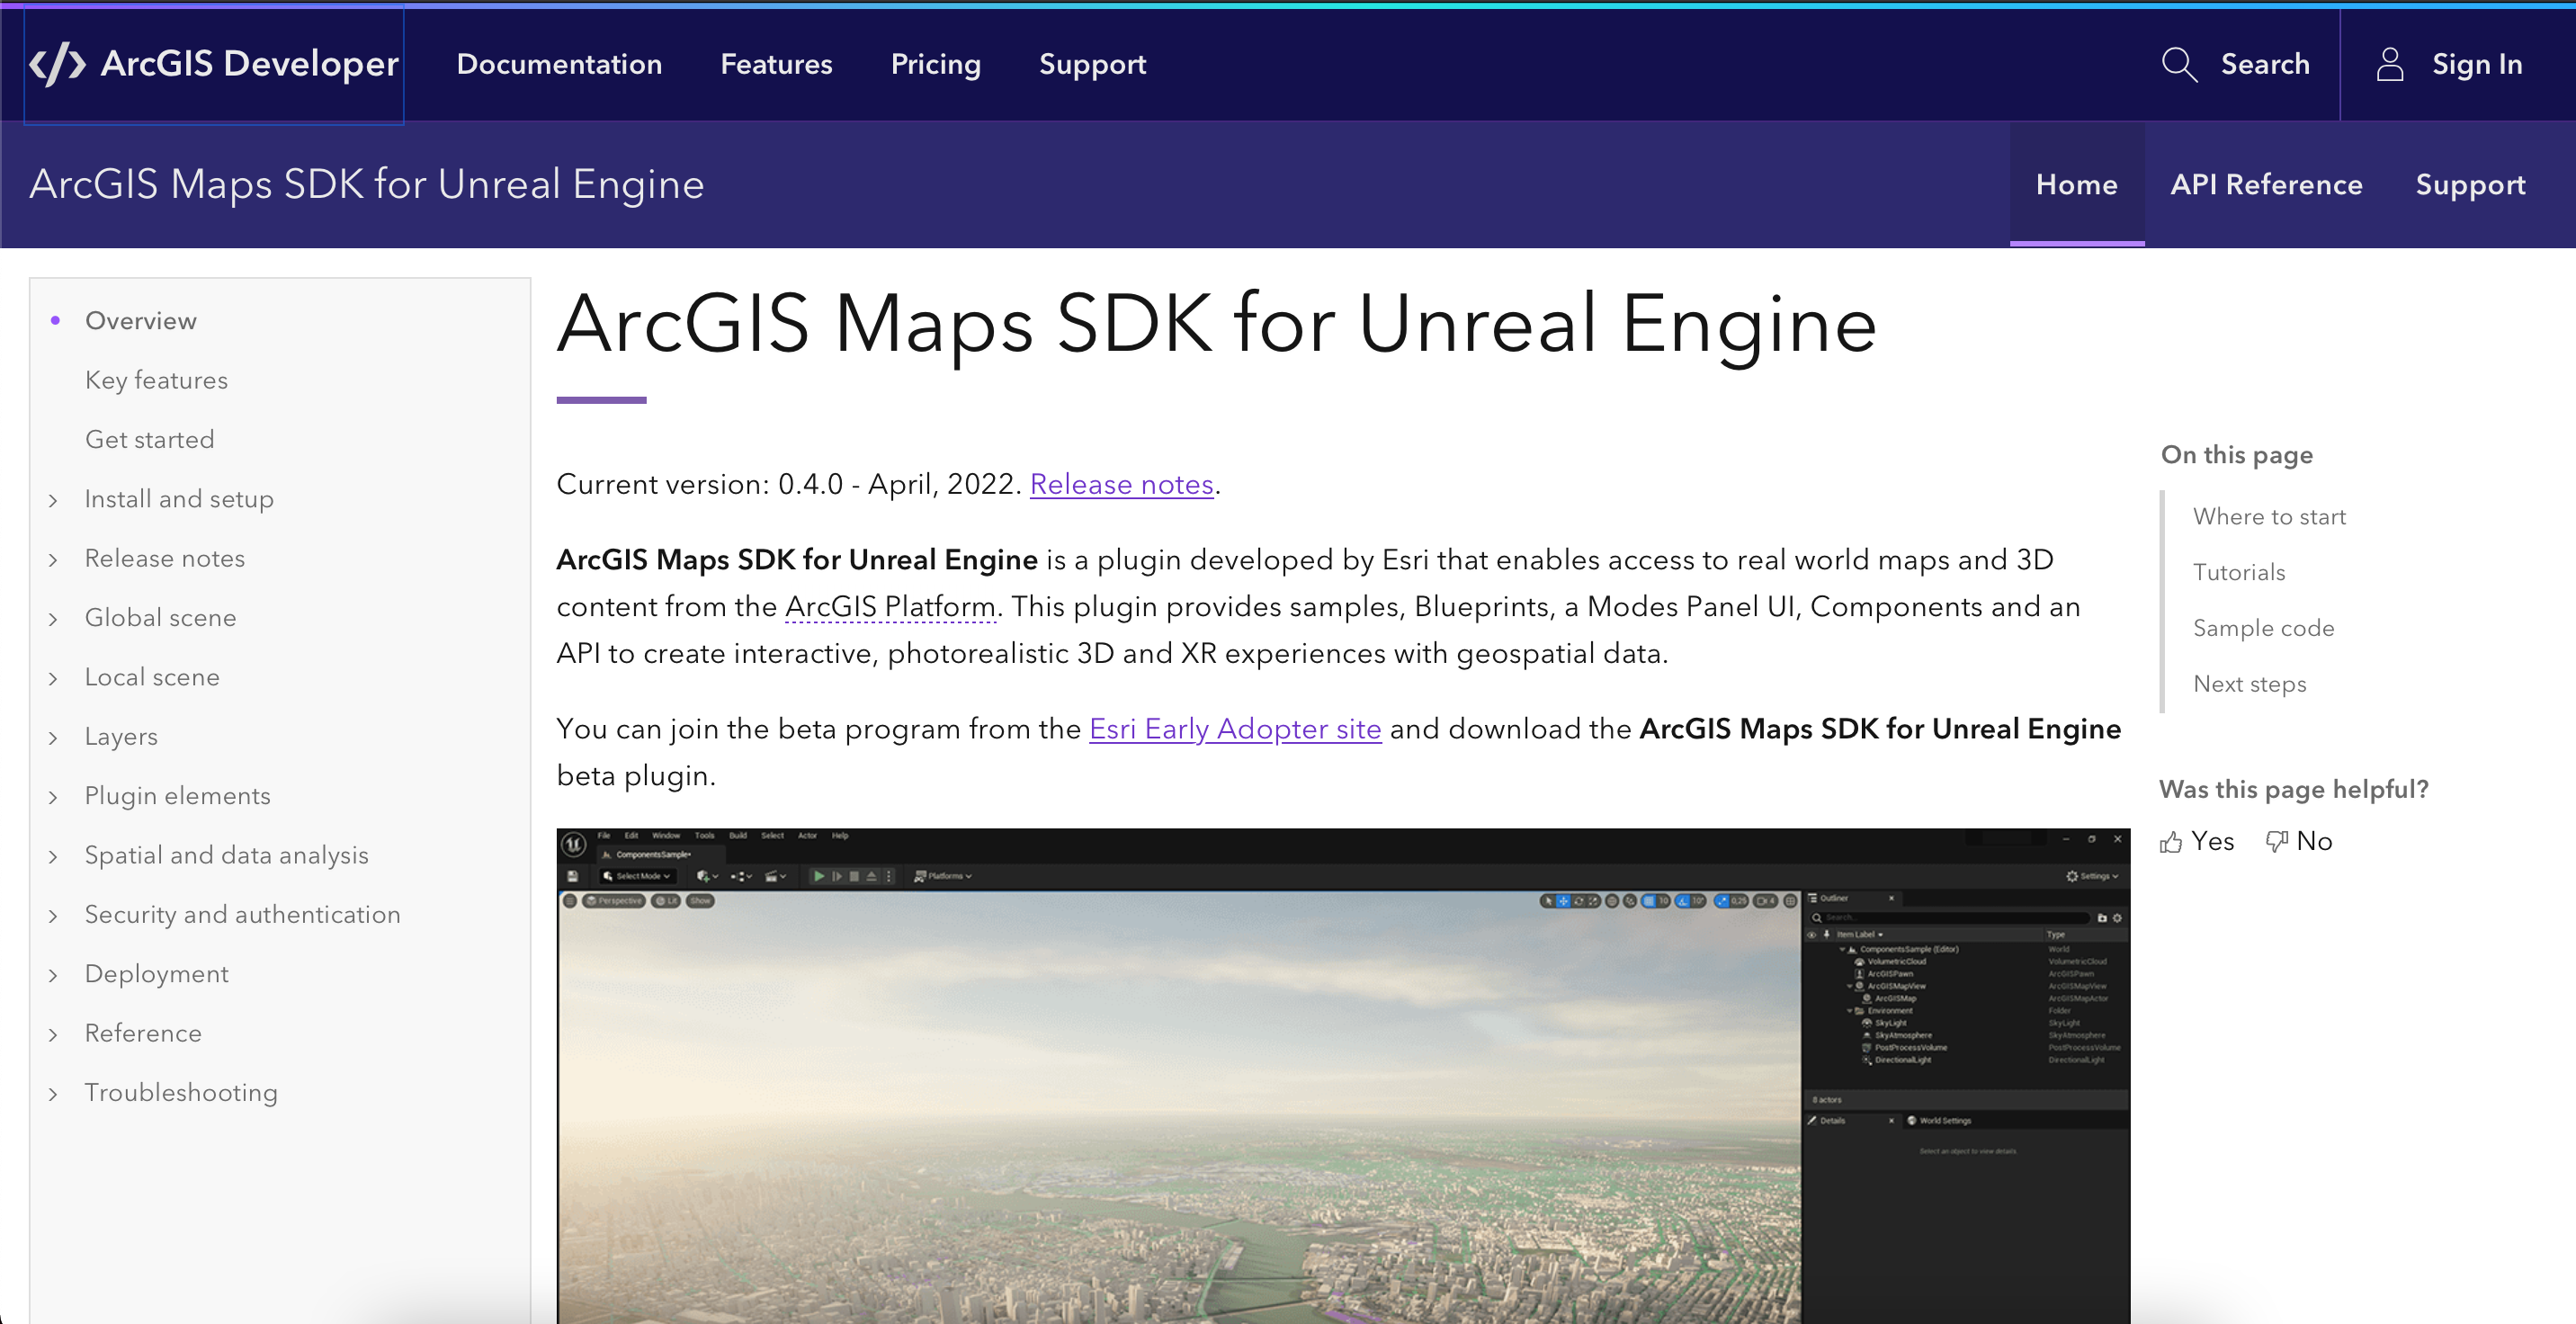 ArcGIS Developer
Documentation
Features
Pricing
Support
Search
Sign In
ArcGIS Maps SDK for Unreal Engine
Home
API Reference
Support
Overview
Key features
Get started
Install and setup
Release notes
Global scene
Local scene
Layers
Plugin elements
Spatial and data analysis
Security and authentication
Deployment
Reference
Troubleshooting
ArcGIS Maps SDK for Unreal Engine
Current version: 0.4.0 - April, 2022. Release notes.
ArcGIS Maps SDK for Unreal Engine is a plugin developed by Esri that enables access to real world maps and 3D
content from the ArcGIS Platform. This plugin provides samples, Blueprints, a Modes Panel UI, Components and an
API to create interactive, photorealistic 3D and XR experiences with geospatial data.
You can join the beta program from the Esri Early Adopter site and download the ArcGIS Maps SDK for Unreal Engine
beta plugin.
File Edit Window Tools Build Select Actor Help
ComponentsSample•
Select Mode
Platforms
Settings
Perspective
Lit
Show
10
10°
0,25
4
Outliner
Search...
Item Label
Type
ComponentsSample (Editor) World
VolumetricCloud VolumetricCloud
ArcGISPawn ArcGISPawn
ArcGISMapView ArcGISMapView
ArcGISMap ArcGISMapActor
Environment Folder
SkyLight SkyLight
SkyAtmosphere SkyAtmosphere
PostProcessVolume PostProcessVolume
DirectionalLight DirectionalLight
8 actors
Details
World Settings
Select an object to view details.
On this page
Where to start
Tutorials
Sample code
Next steps
Was this page helpful?
Yes
No